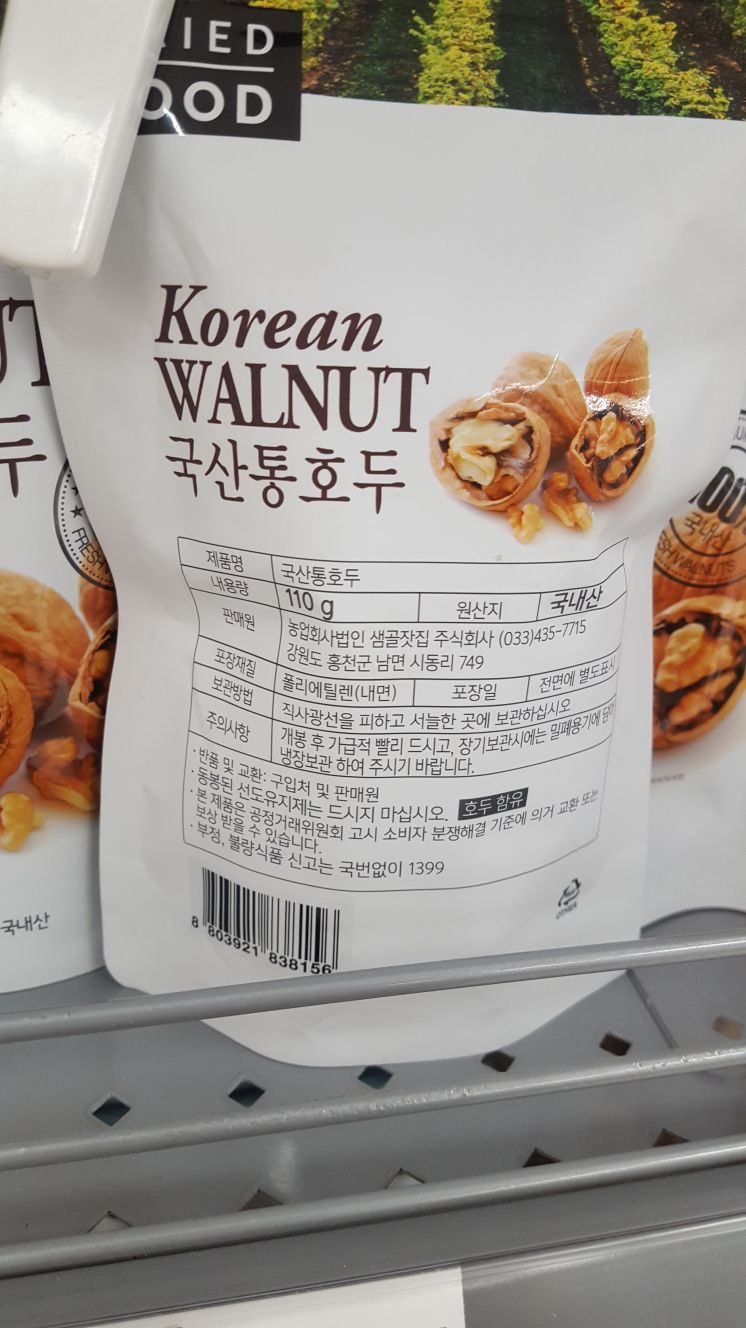 RIED
OOD
Korean
WALNUT
국산통호두
제품명 국산통호두
내용량 110 g 원산지 국내산
판매원 농업회사법인 샘골잣집 주식회사 (033)435-7715
강원도 홍천군 남면 시동리 749
포장재질 폴리에틸렌(내면) 포장일 전면에 별도표시
보관방법 직사광선을 피하고 서늘한 곳에 보관하십시오
주의사항 개봉 후 가급적 빨리 드시고, 장기보관시에는 밀폐용기에 담아
냉장보관 하여 주시기 바랍니다.
· 반품 및 교환: 구입처 및 판매원
· 동봉된 선도유지제는 드시지 마십시오. 호두 함유
· 본 제품은 공정거래위원회 고시 소비자 분쟁해결 기준에 의거 교환 또는
보상 받을 수 있습니다.
· 부정, 불량식품 신고는 국번없이 1399
8 803921 838156
OTHER
UT
두
FRESH
국내산
00%
국내산
ESH WALNUTS